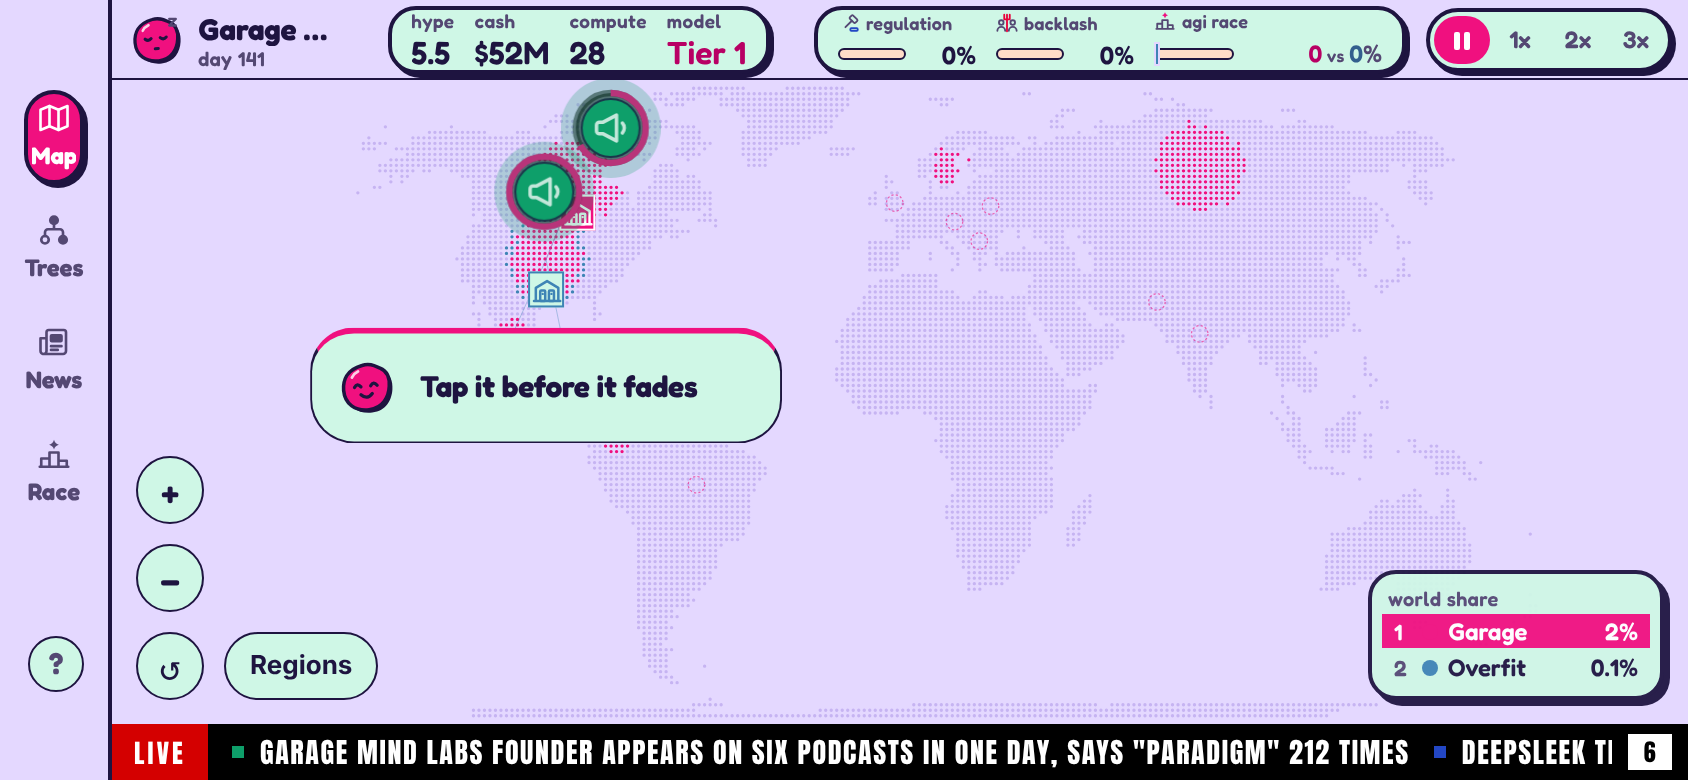 Garage ...
day 141
hype cash compute model
5.5 $52M 28 Tier 1
regulation backlash agi race
0% 0% 0 vs 0%
1x 2x 3x
Map
Trees
News
Race
?
Tap it before it fades
+
−
↺ Regions
world share
1 Garage 2%
2 Overfit 0.1%
LIVE GARAGE MIND LABS FOUNDER APPEARS ON SIX PODCASTS IN ONE DAY, SAYS "PARADIGM" 212 TIMES DEEPSLEEK 6